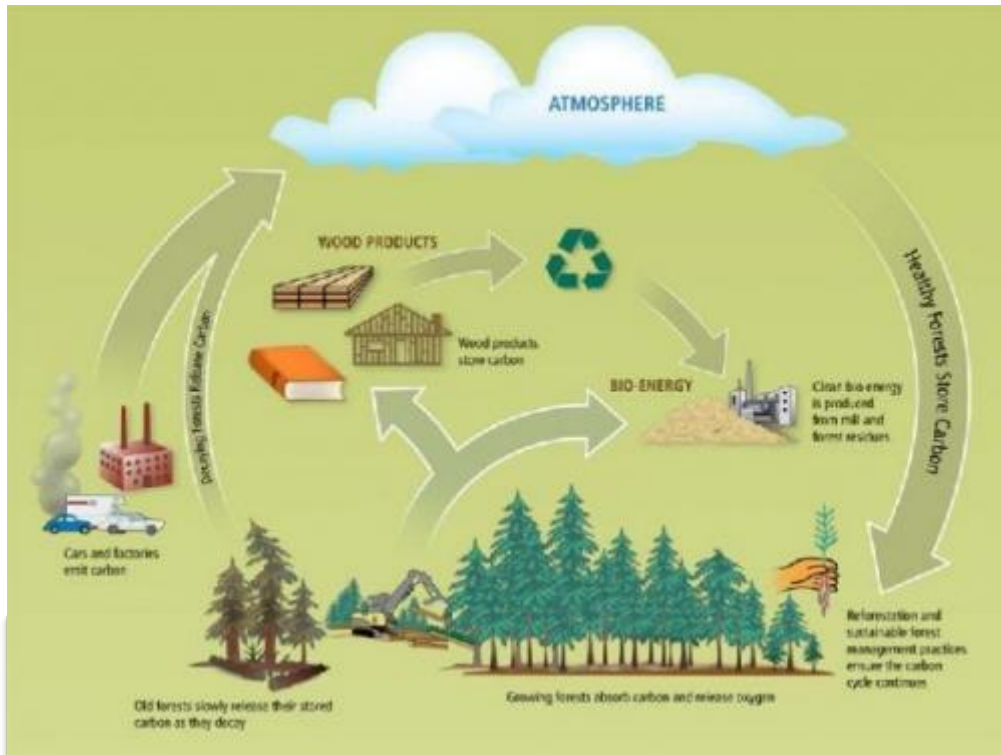 ATMOSPHERE
WOOD PRODUCTS
Wood products
store carbon
BIO-ENERGY
Clean bio-energy
is produced
from mill and
forest residues
Healthy Forests Store Carbon
Decaying Forests Release Carbon
Cars and factories
emit carbon
Reforestation and
sustainable forest
management practices
ensure the carbon
cycle continues
Growing forests absorb carbon and release oxygen
Old forests slowly release their stored
carbon as they decay